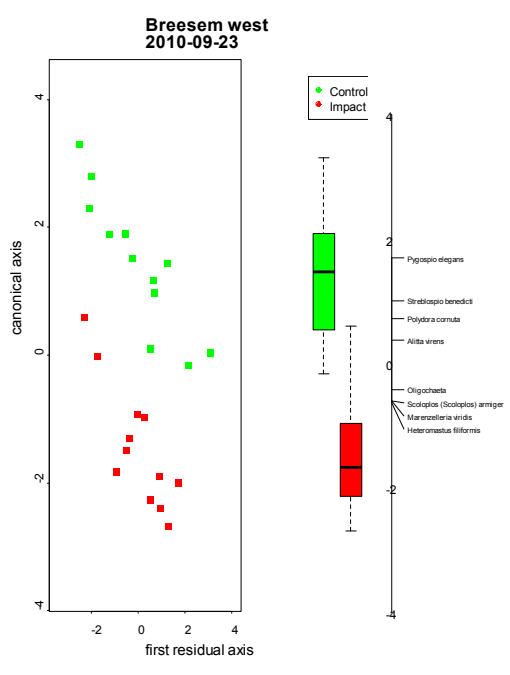 Breesem west
2010-09-23
Control
Impact
4
2
0
-2
-4
canonical axis
-2
0
2
4
first residual axis
4
2
0
-2
-4
Pygospio elegans
Streblospio benedicti
Polydora cornuta
Alitta virens
Oligochaeta
Scoloplos (Scoloplos) armiger
Marenzelleria viridis
Heteromastus filiformis